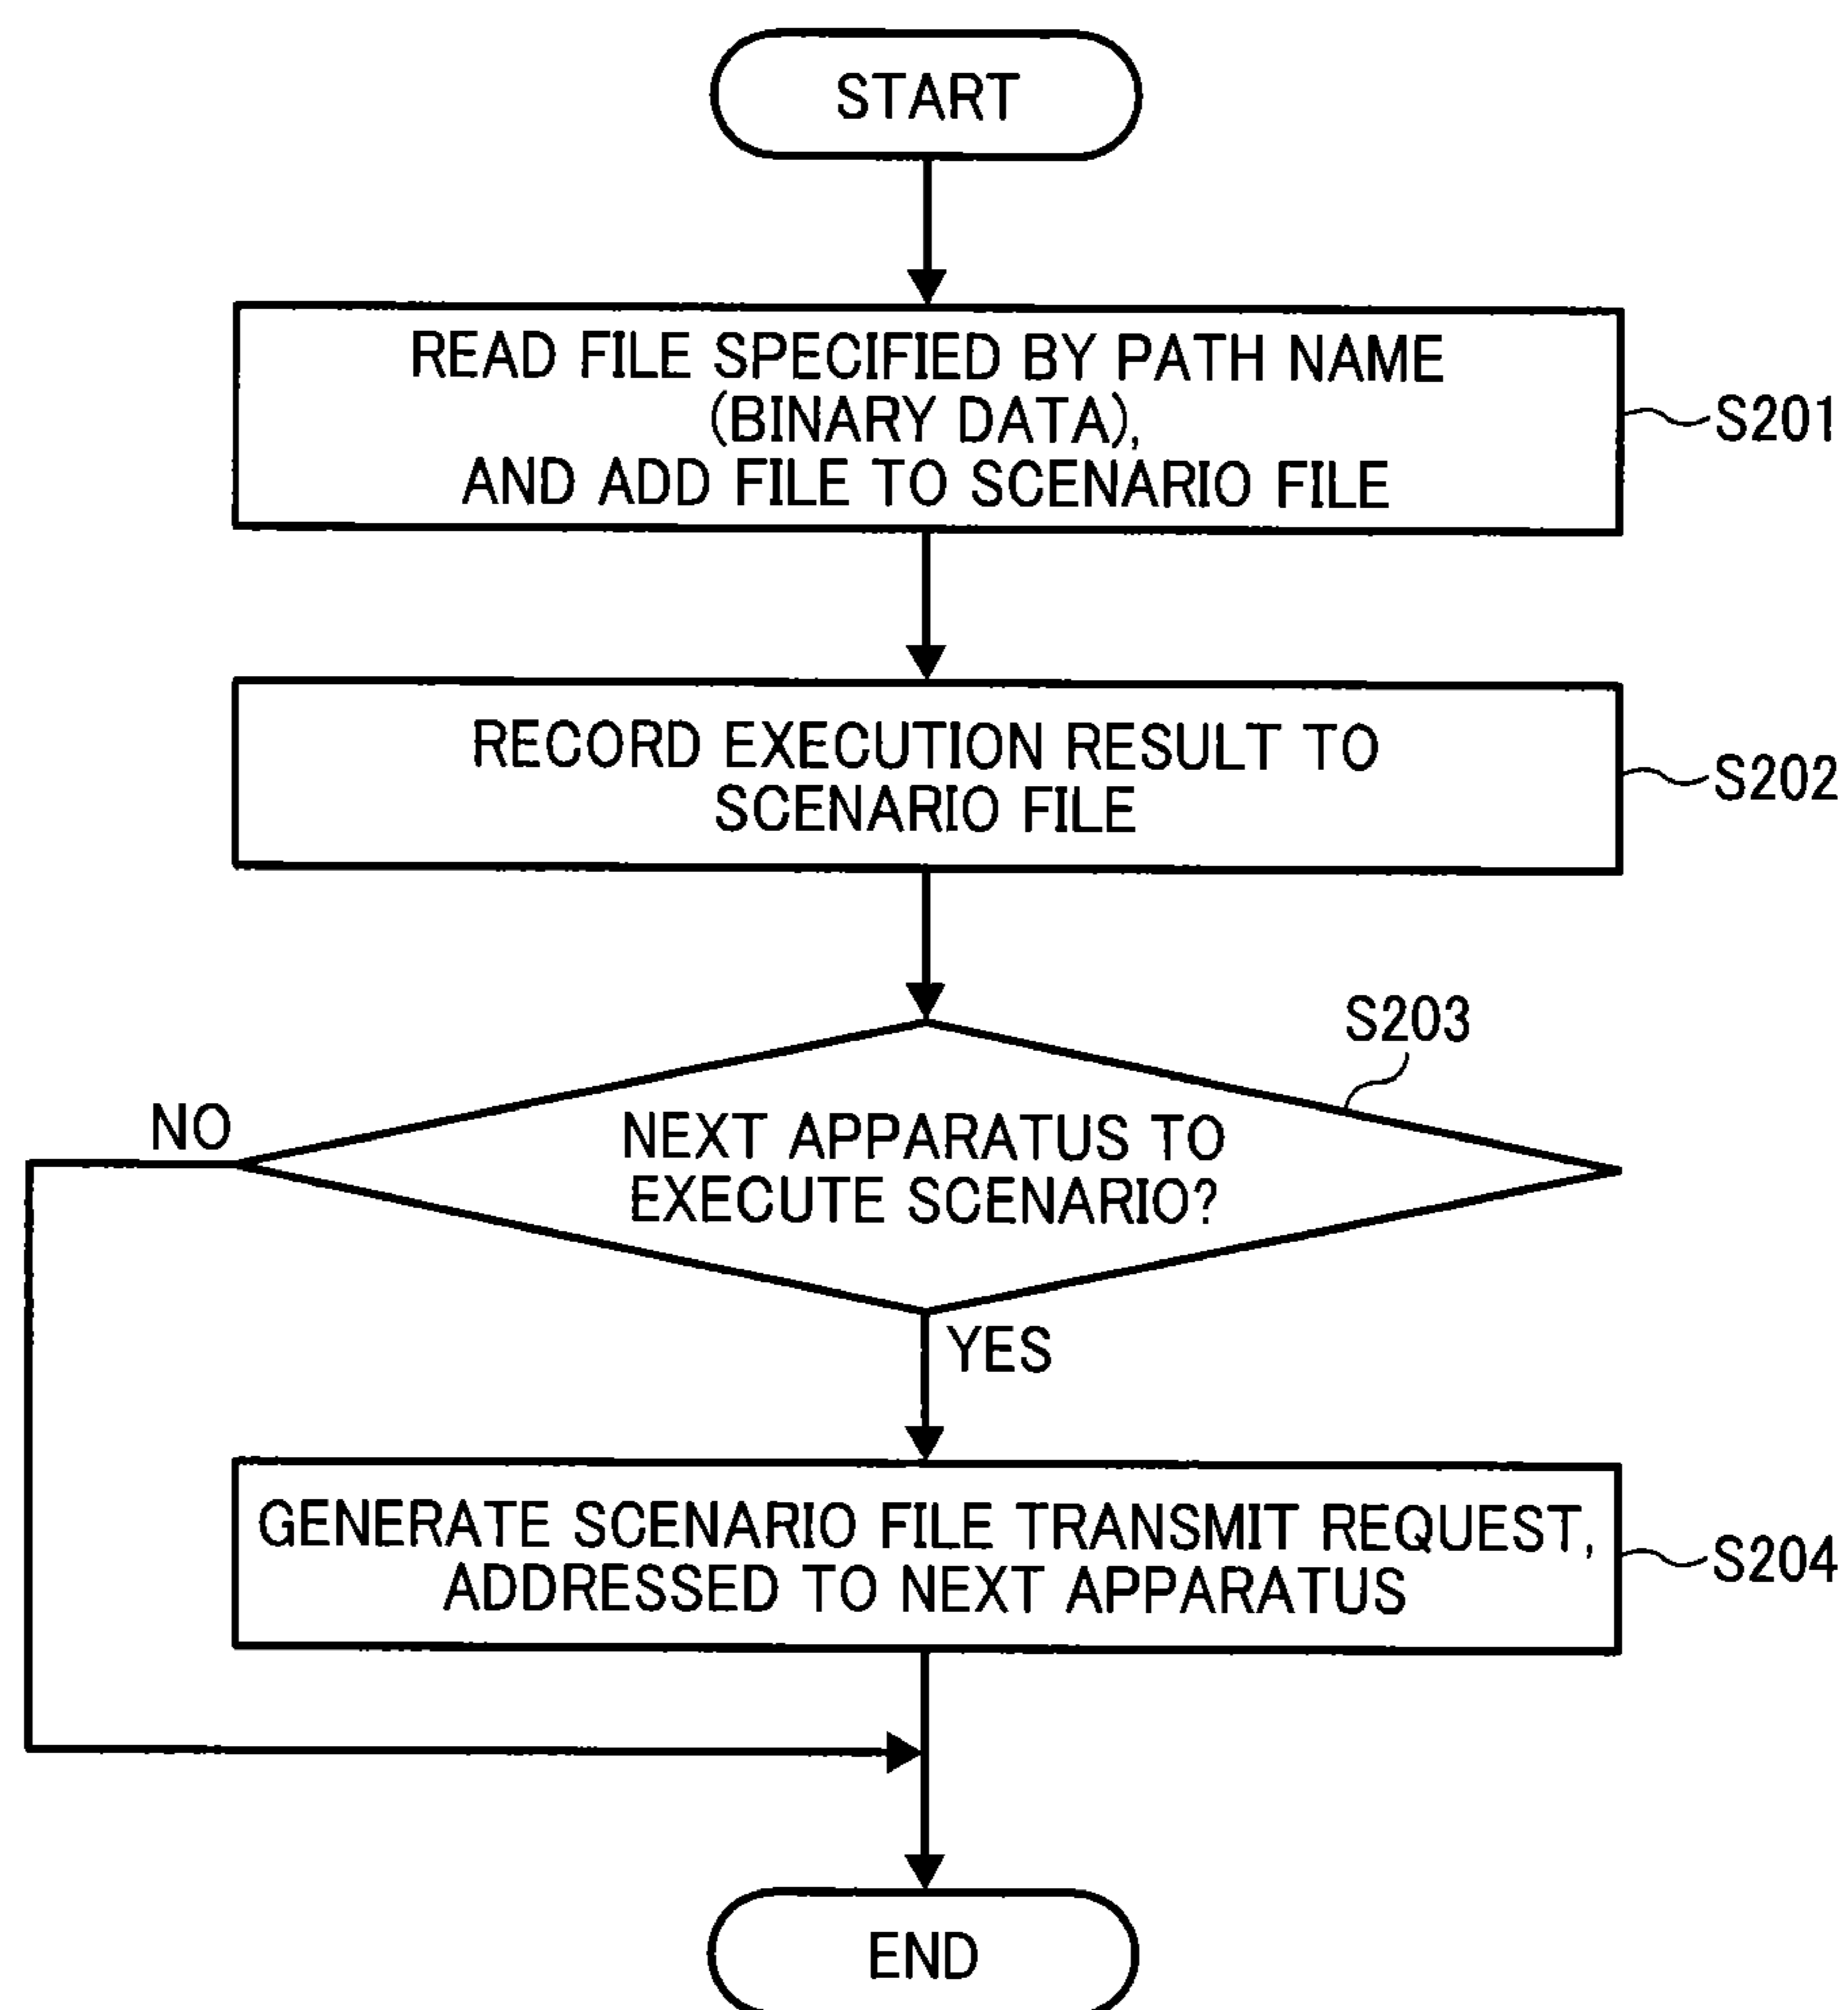 START
READ FILE SPECIFIED BY PATH NAME
(BINARY DATA),
AND ADD FILE TO SCENARIO FILE
S201
RECORD EXECUTION RESULT TO
SCENARIO FILE
S202
S203
NO
NEXT APPARATUS TO
EXECUTE SCENARIO?
YES
GENERATE SCENARIO FILE TRANSMIT REQUEST,
ADDRESSED TO NEXT APPARATUS
S204
END